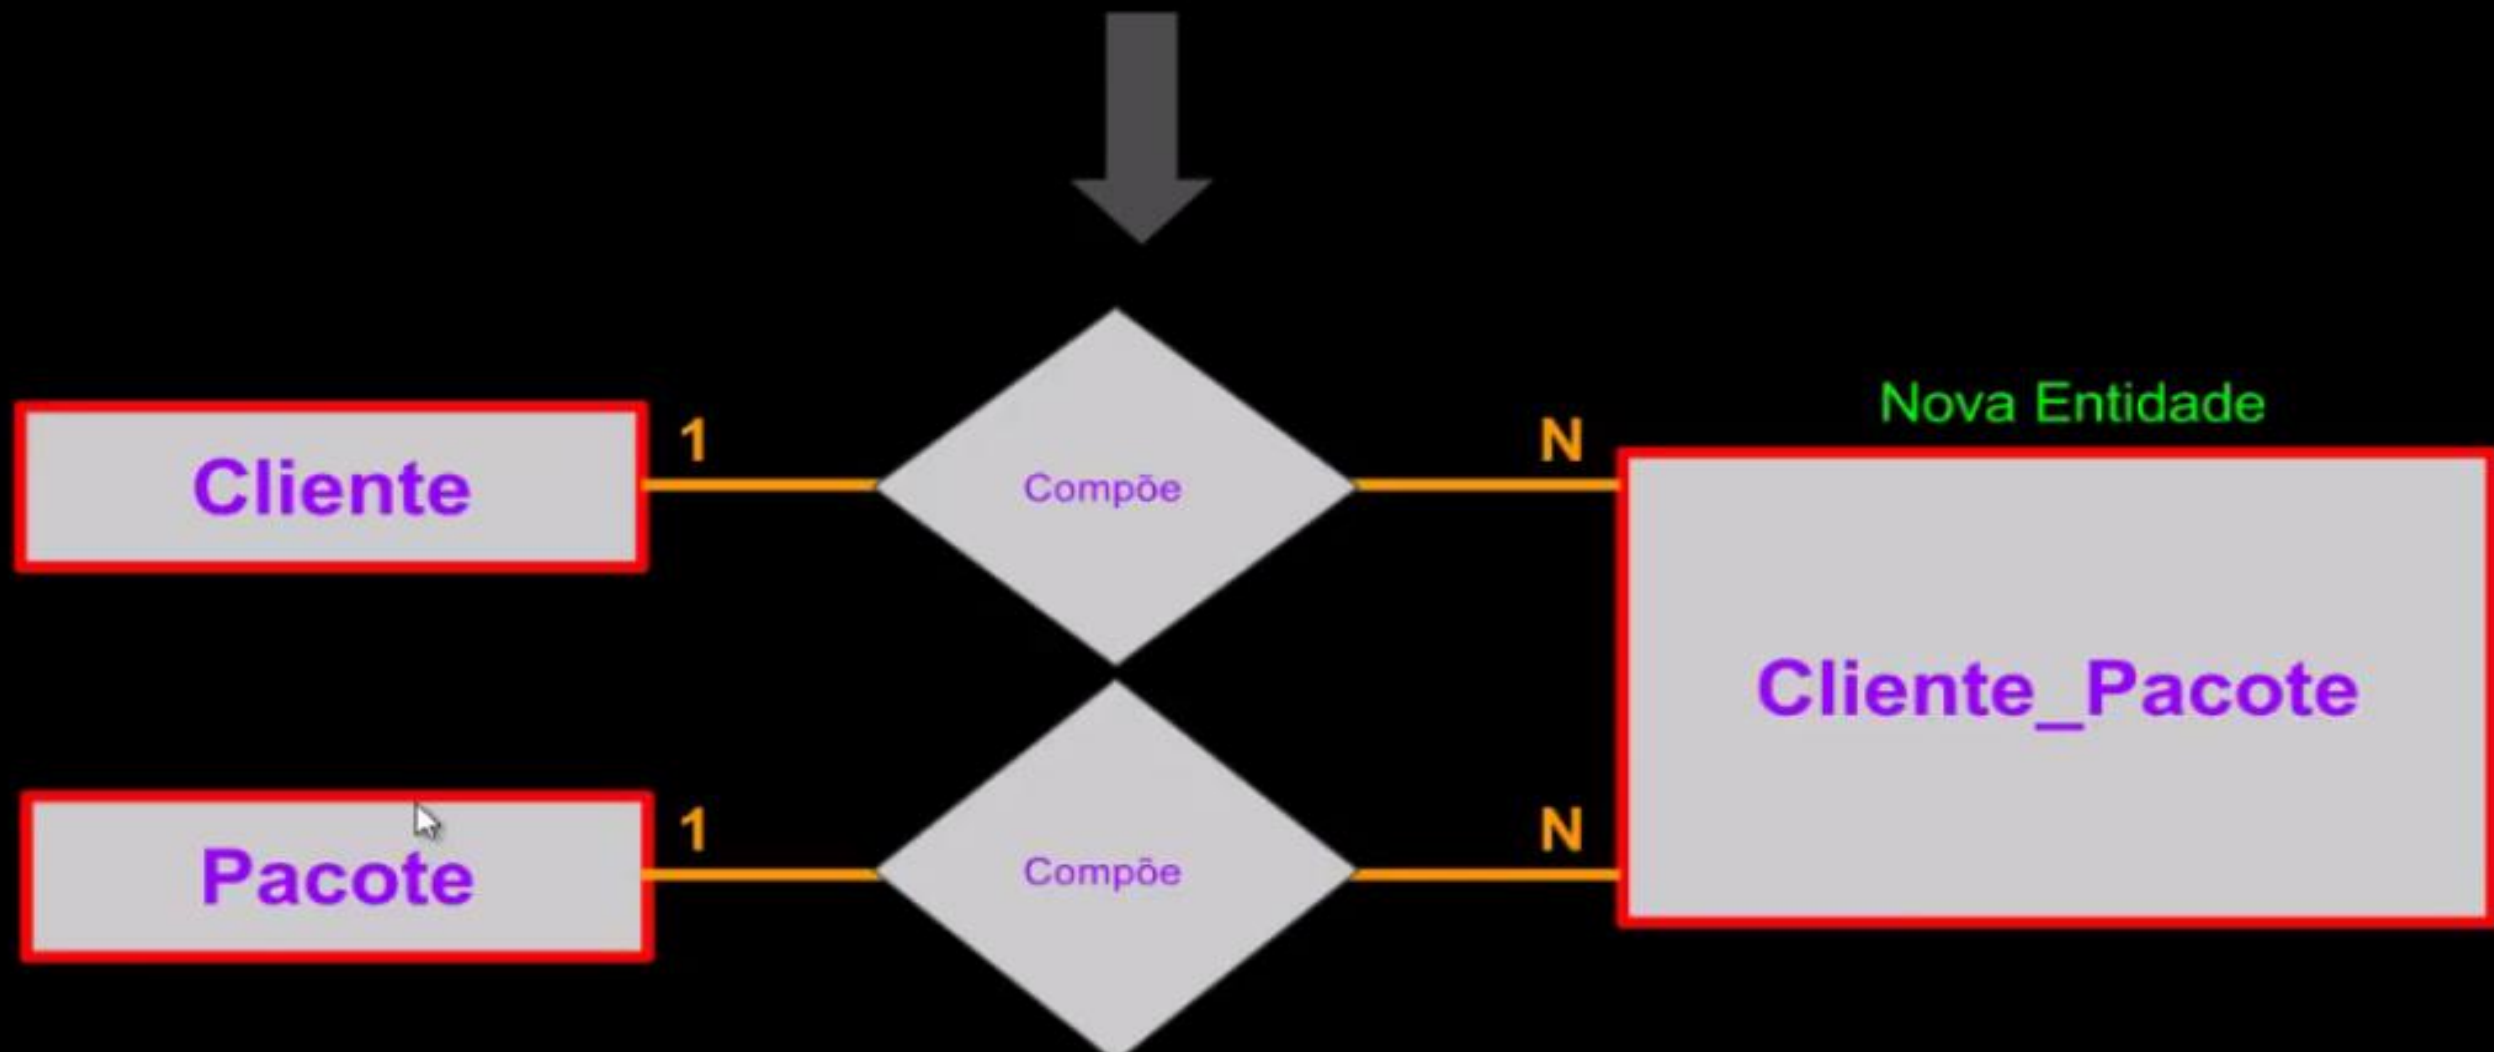 Nova Entidade
Cliente
1
Compõe
N
Cliente_Pacote
Pacote
1
Compõe
N